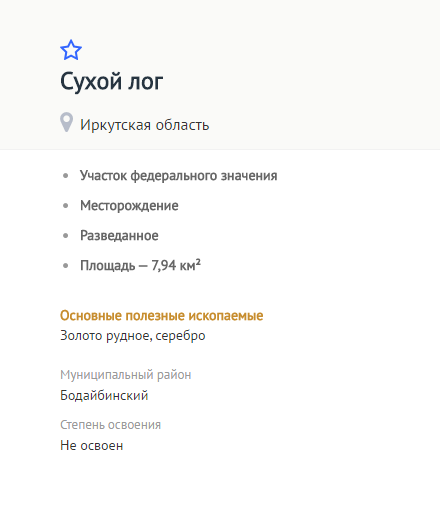 Сухой лог
Иркутская область
Участок федерального значения
Месторождение
Разведанное
Площадь — 7,94 км²
Основные полезные ископаемые
Золото рудное, серебро
Муниципальный район
Бодайбинский
Степень освоения
Не освоен